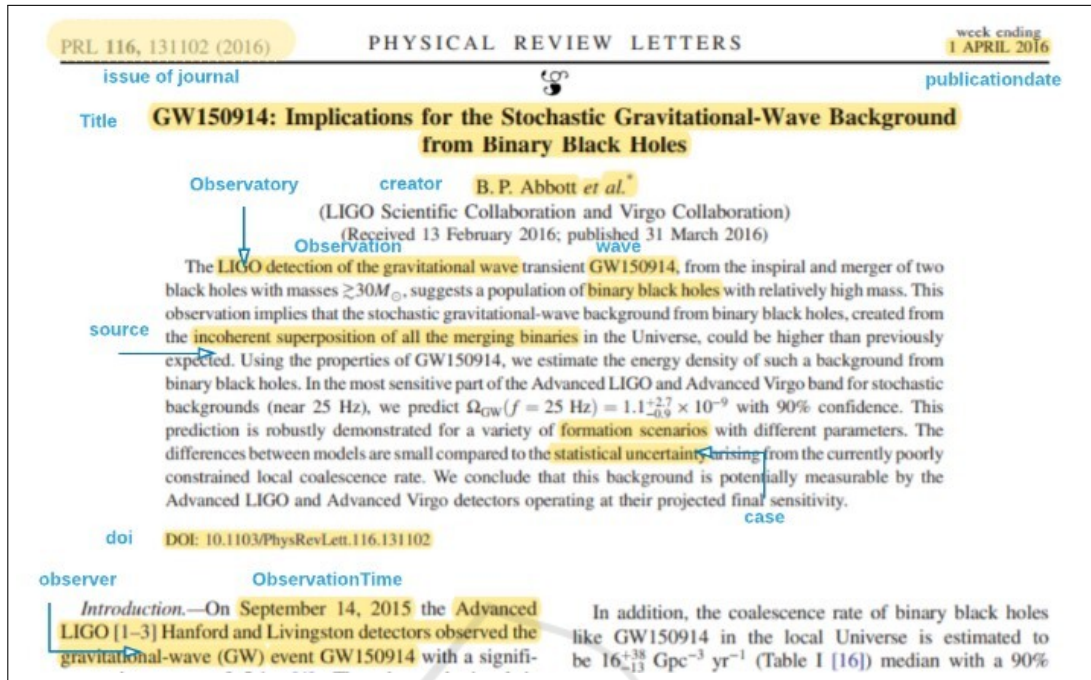 PRL 116, 131102 (2016) PHYSICAL REVIEW LETTERS week ending
1 APRIL 2016
issue of journal publicationdate
Title GW150914: Implications for the Stochastic Gravitational-Wave Background
from Binary Black Holes
Observatory creator B. P. Abbott et al.*
(LIGO Scientific Collaboration and Virgo Collaboration)
(Received 13 February 2016; published 31 March 2016)
Observation wave
The LIGO detection of the gravitational wave transient GW150914, from the inspiral and merger of two
black holes with masses ≳30M⊙, suggests a population of binary black holes with relatively high mass. This
observation implies that the stochastic gravitational-wave background from binary black holes, created from
source
the incoherent superposition of all the merging binaries in the Universe, could be higher than previously
expected. Using the properties of GW150914, we estimate the energy density of such a background from
binary black holes. In the most sensitive part of the Advanced LIGO and Advanced Virgo band for stochastic
backgrounds (near 25 Hz), we predict Ω_GW(f = 25 Hz) = 1.1^{+2.7}_{-0.9} × 10^{-9} with 90% confidence. This
prediction is robustly demonstrated for a variety of formation scenarios with different parameters. The
differences between models are small compared to the statistical uncertainty arising from the currently poorly
constrained local coalescence rate. We conclude that this background is potentially measurable by the
Advanced LIGO and Advanced Virgo detectors operating at their projected final sensitivity.
case
doi DOI: 10.1103/PhysRevLett.116.131102
observer ObservationTime
Introduction.—On September 14, 2015 the Advanced
LIGO [1–3] Hanford and Livingston detectors observed the
gravitational-wave (GW) event GW150914 with a signifi-
In addition, the coalescence rate of binary black holes
like GW150914 in the local Universe is estimated to
be 16^{+38}_{-13} Gpc^{-3} yr^{-1} (Table I [16]) median with a 90%